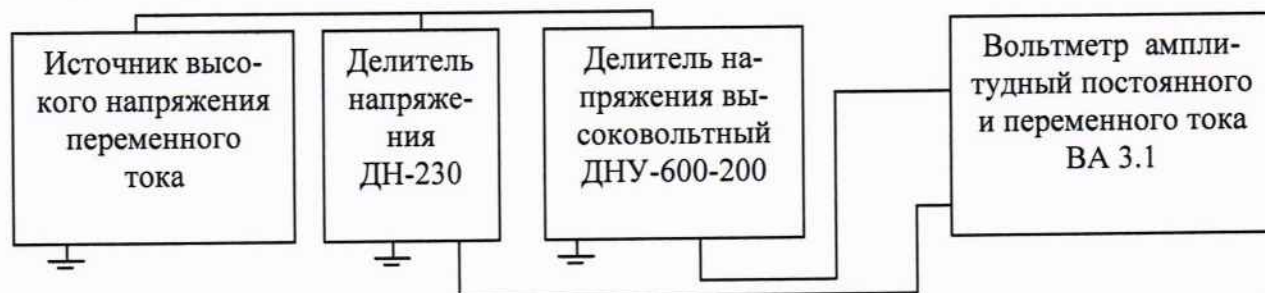 Источник высо-
кого напряжения
переменного
тока
Делитель
напряже-
ния
ДН-230
Делитель на-
пряжения вы-
соковольтный
ДНУ-600-200
Вольтметр ампли-
тудный постоянного
и переменного тока
ВА 3.1